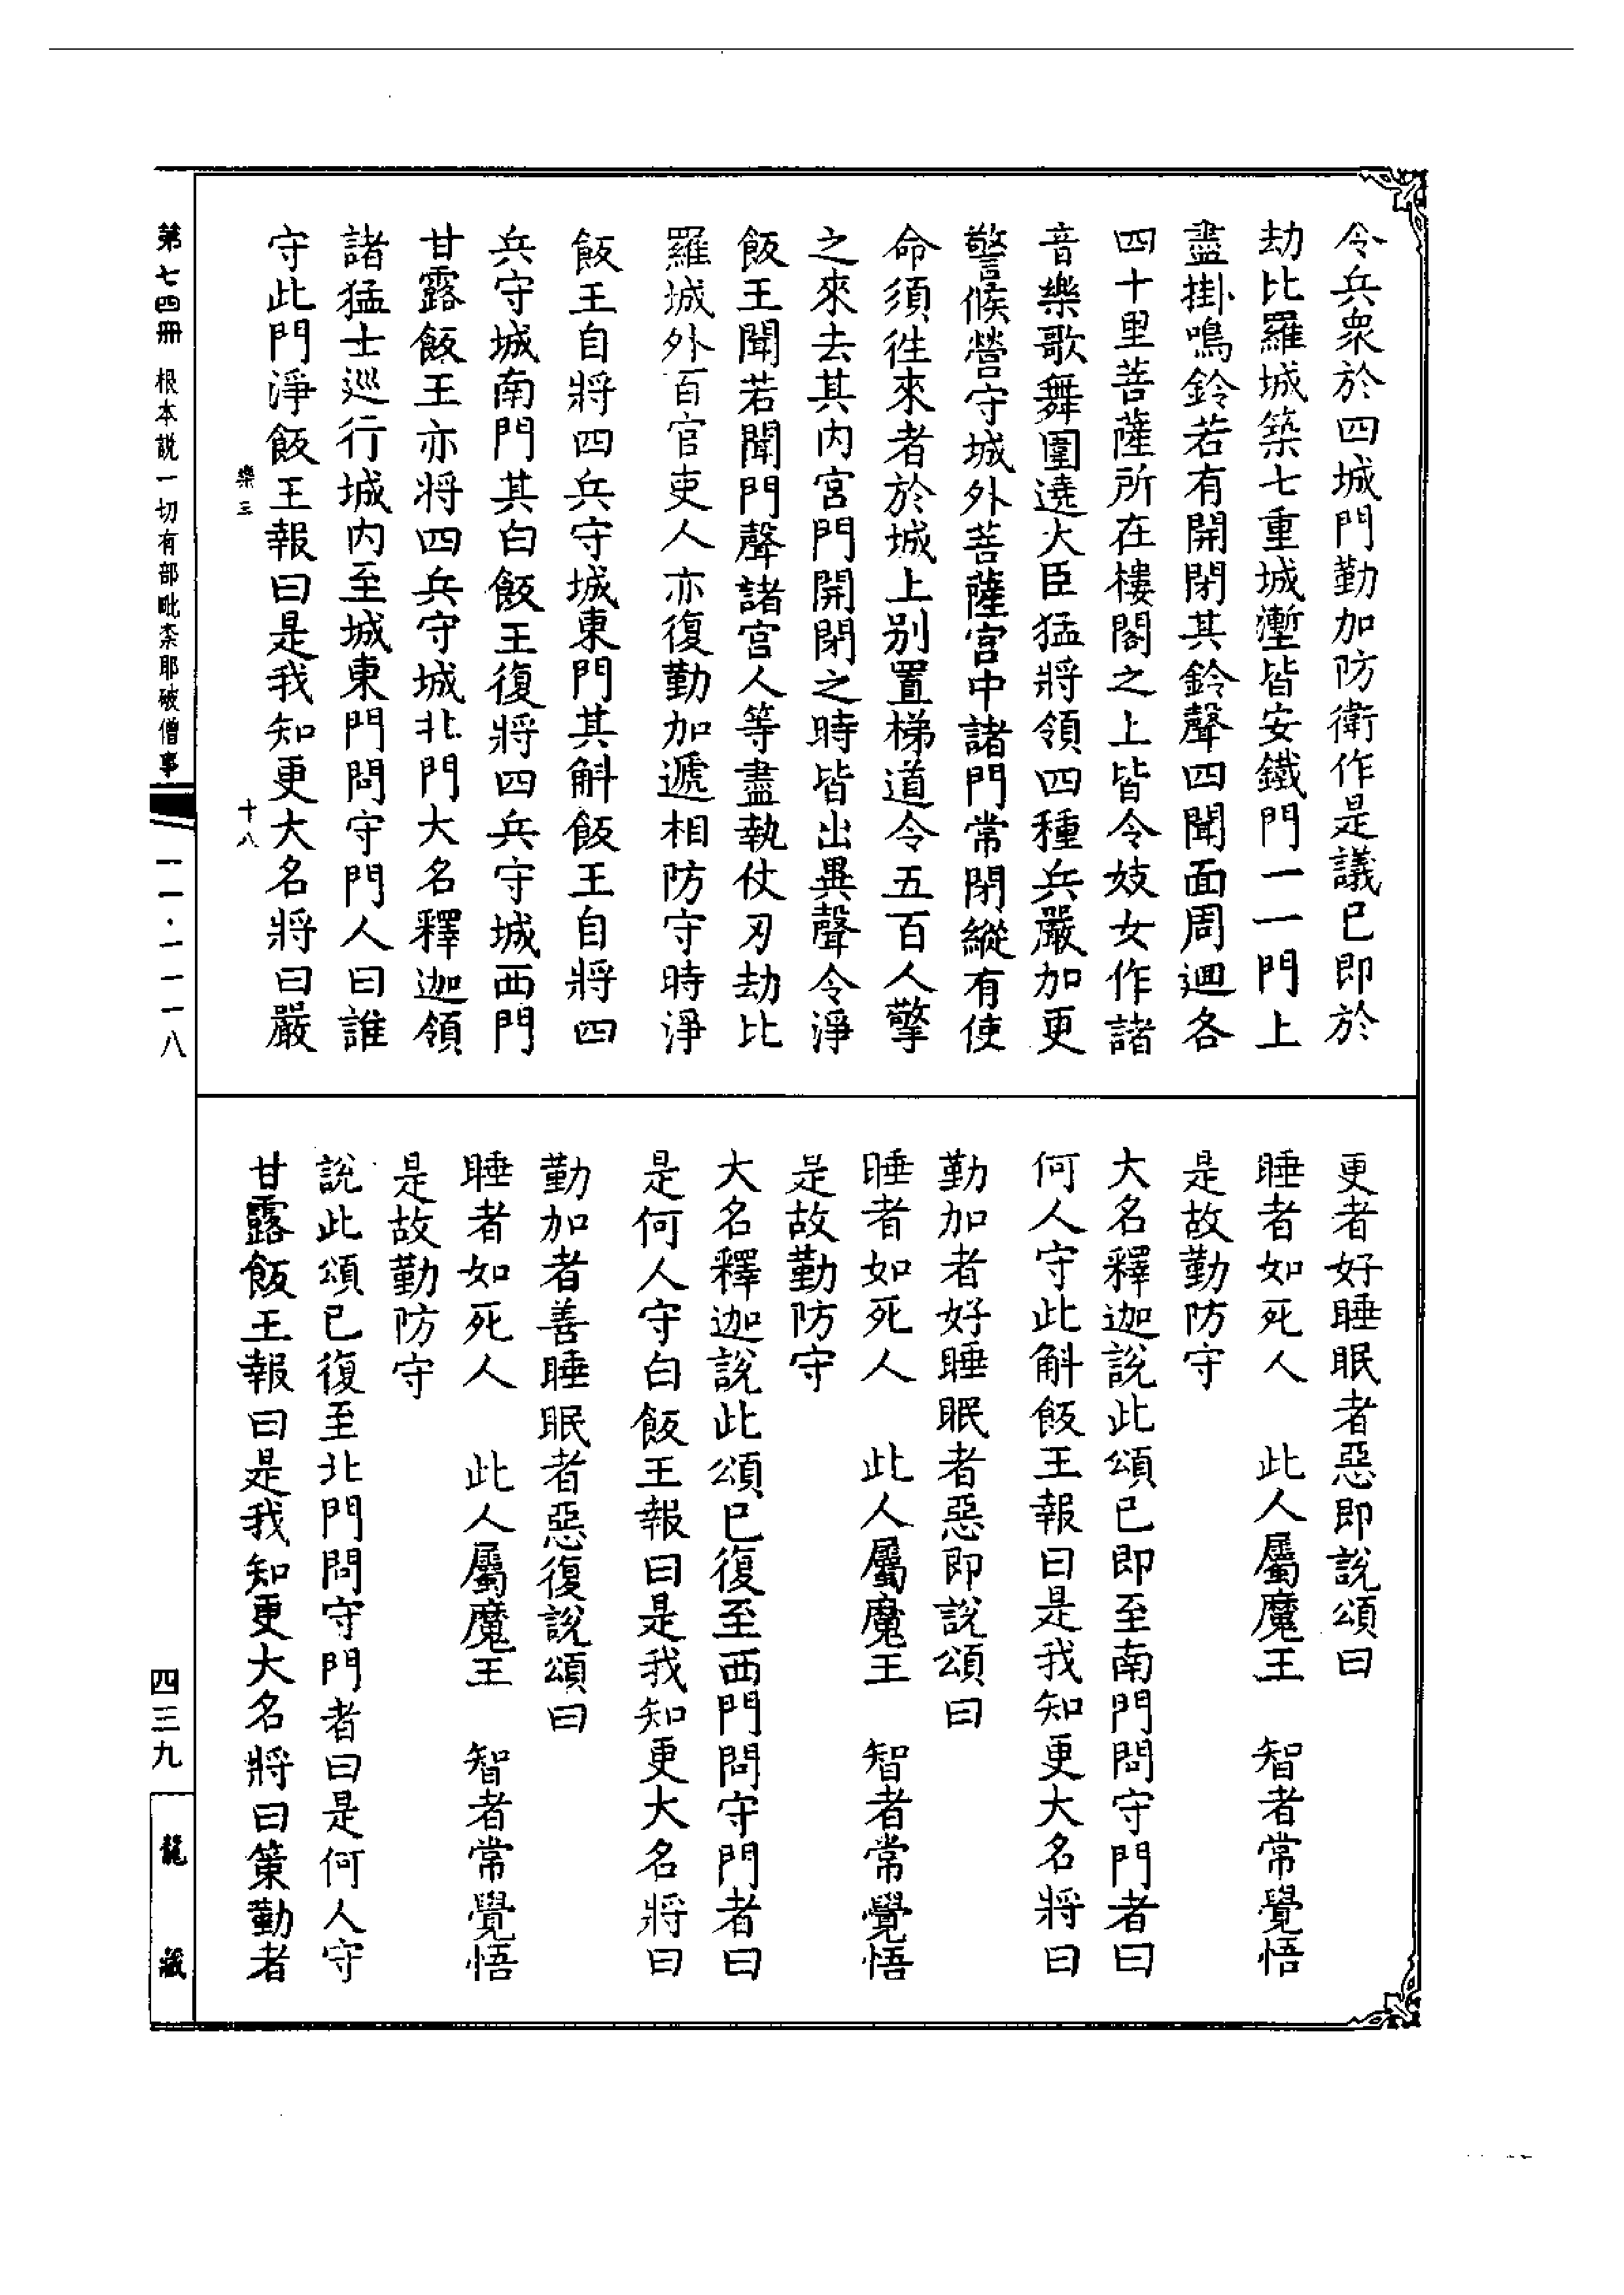 令兵衆於四城門勤加防衛作是議已即於
劫比羅城築七重城塹皆安鐵門一一門上
盡掛鳴鈴若有開閉其鈴聲四聞面周迴各
四十里菩薩所在樓閣之上皆令妓女作諸
音樂歌舞圍遶大臣猛將領四種兵嚴加更
警候營守城外菩薩宮中諸門常閉縱有使
命須徃來者於城上別置梯道令五百人擎
之來去其内宮門開閉之時皆出異聲令淨
飯王聞若聞門聲諸宮人等盡執仗刃劫比
羅城外百官吏人亦復勤加遞相防守時淨
飯王自將四兵守城東門其斛飯王自將四
兵守城南門其白飯王復將四兵守城西門
甘露飯王亦將四兵守城北門大名釋迦領
諸猛士巡行城内至城東門問守門人曰誰
守此門淨飯王報曰是我知更大名將曰嚴
樂三
十八
更者好睡眠者惡即說頌曰
睡者如死人　此人屬魔王　智者常覺悟
是故勤防守
大名釋迦說此頌已即至南門問守門者曰
何人守此斛飯王報曰是我知更大名將曰
勤加者好睡眠者惡即說頌曰
睡者如死人　此人屬魔王　智者常覺悟
是故勤防守
大名釋迦說此頌已復至西門問守門者曰
是何人守白飯王報曰是我知更大名將曰
勤加者善睡眠者惡復說頌曰
睡者如死人　此人屬魔王　智者常覺悟
是故勤防守
說此頌已復至北門問守門者曰是何人守
甘露飯王報曰是我知更大名將曰策勤者
第七四冊　根本説一切有部毗柰耶破僧事
一一·一一一八
四三九
龍藏